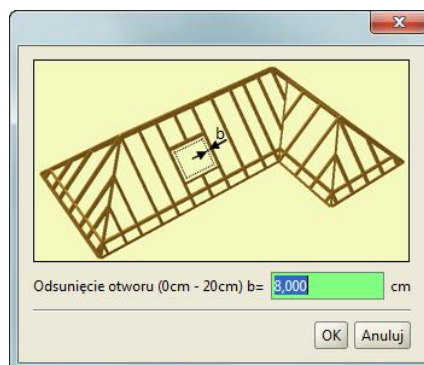 b
Odsunięcie otworu (0cm - 20cm) b= 8,000 cm
OK Anuluj